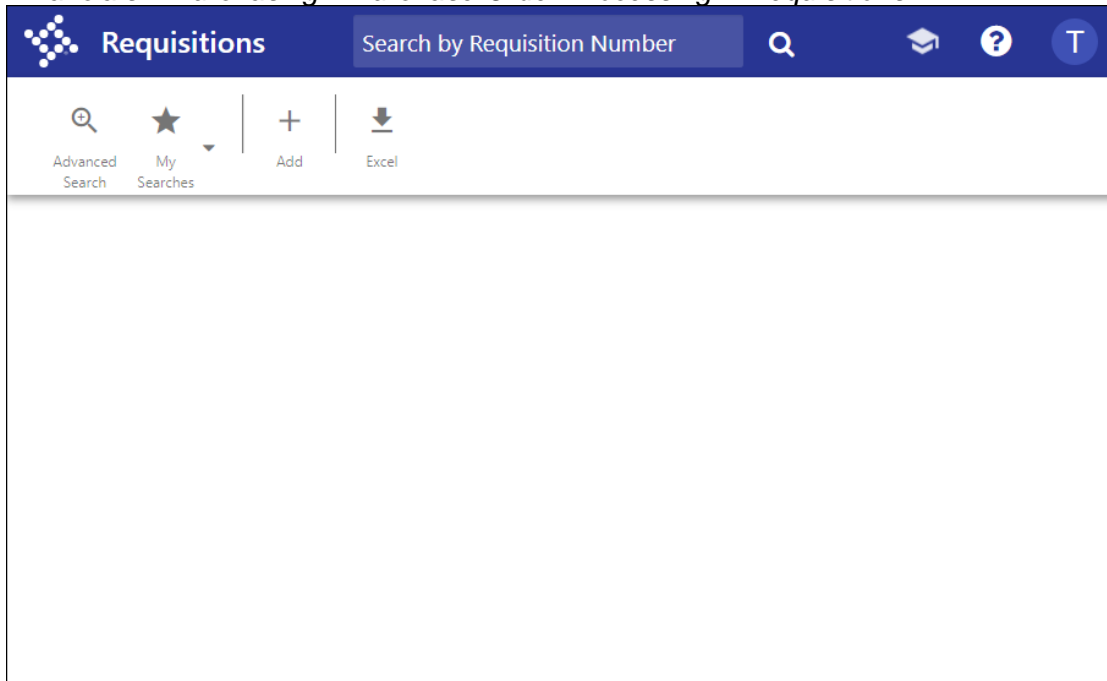 Requisitions
Search by Requisition Number
T
Advanced Search
My Searches
Add
Excel